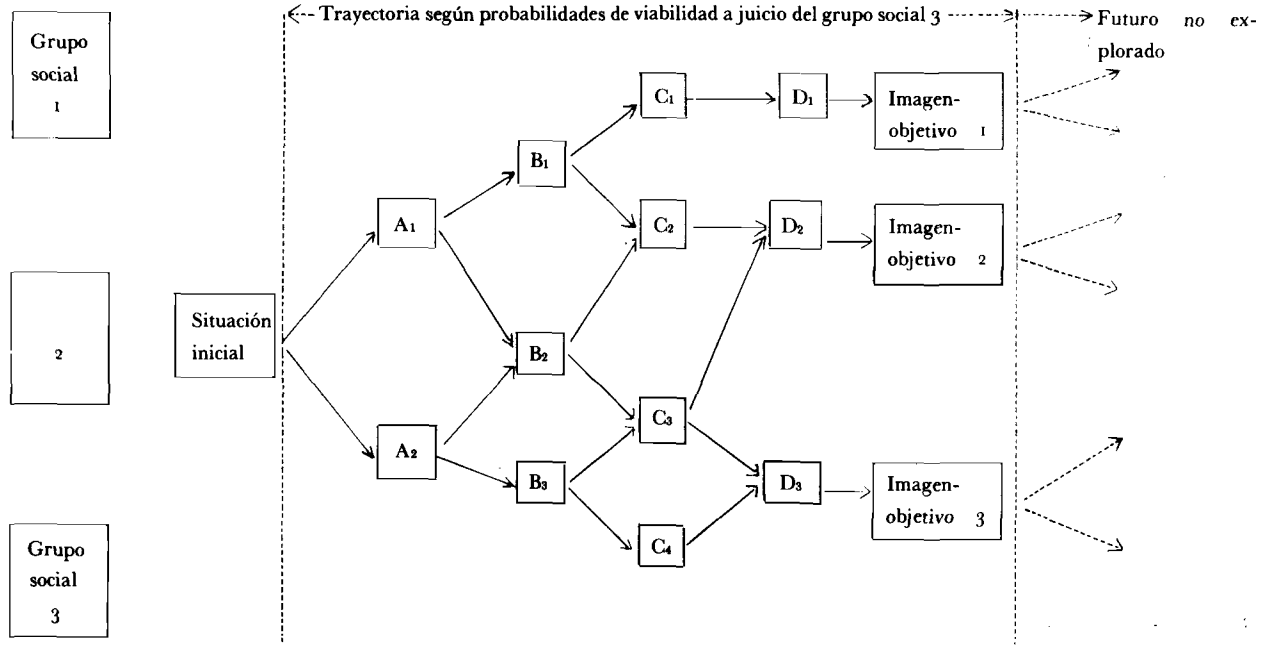 Trayectoria según probabilidades de viabilidad a juicio del grupo social 3
Futuro no ex-
plorado
Grupo
social
1
2
Grupo
social
3
Situación
inicial
A1
A2
B1
B2
B3
C1
C2
C3
C4
D1
D2
D3
Imagen-
objetivo 1
Imagen-
objetivo 2
Imagen-
objetivo 3